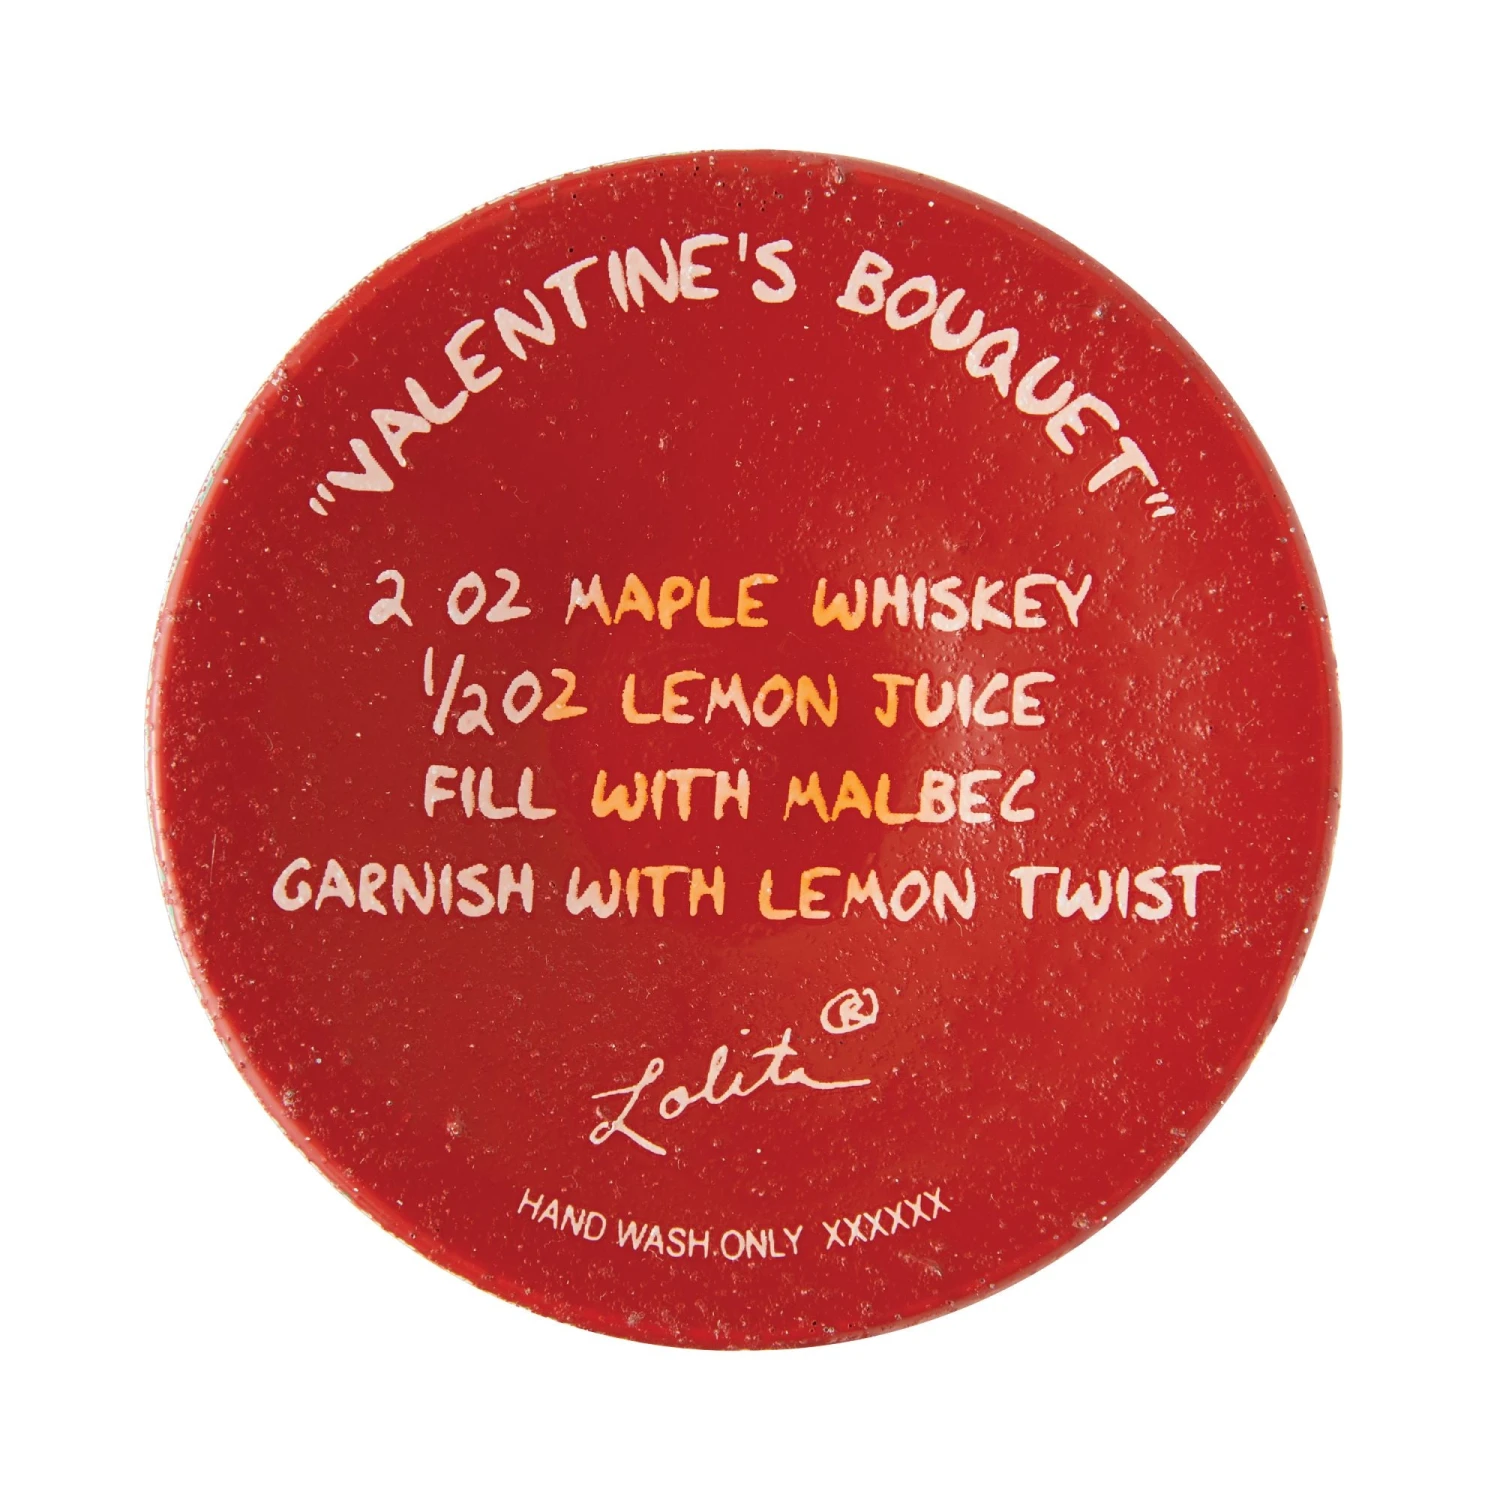 "VALENTINE'S BOUQUET"
2 OZ MAPLE WHISKEY
1/2 OZ LEMON JUICE
FILL WITH MALBEC
GARNISH WITH LEMON TWIST
Lolita®
HAND WASH ONLY XXXXXX